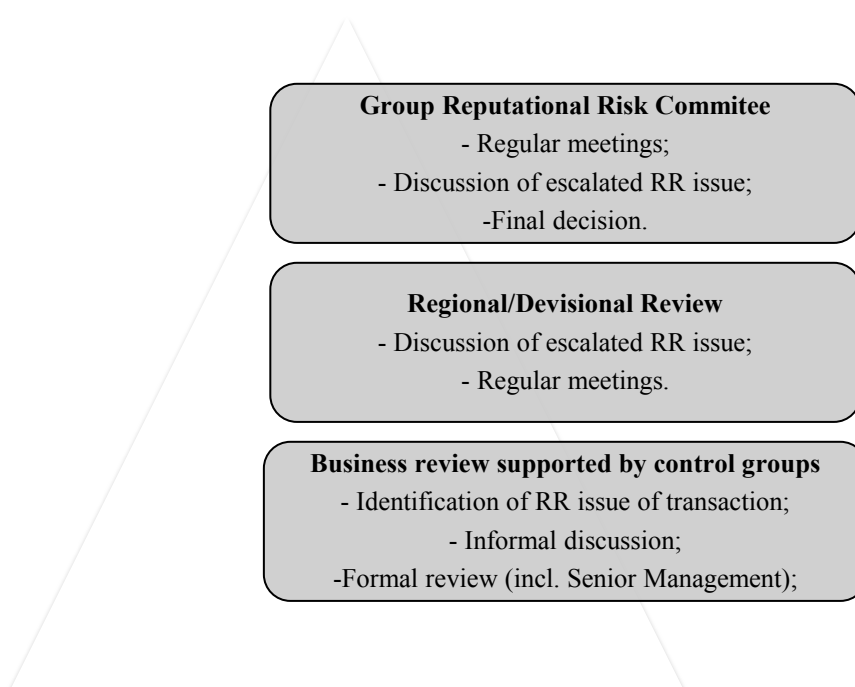 Group Reputational Risk Commitee
- Regular meetings;
- Discussion of escalated RR issue;
-Final decision.
Regional/Devisional Review
- Discussion of escalated RR issue;
- Regular meetings.
Business review supported by control groups
- Identification of RR issue of transaction;
- Informal discussion;
-Formal review (incl. Senior Management);